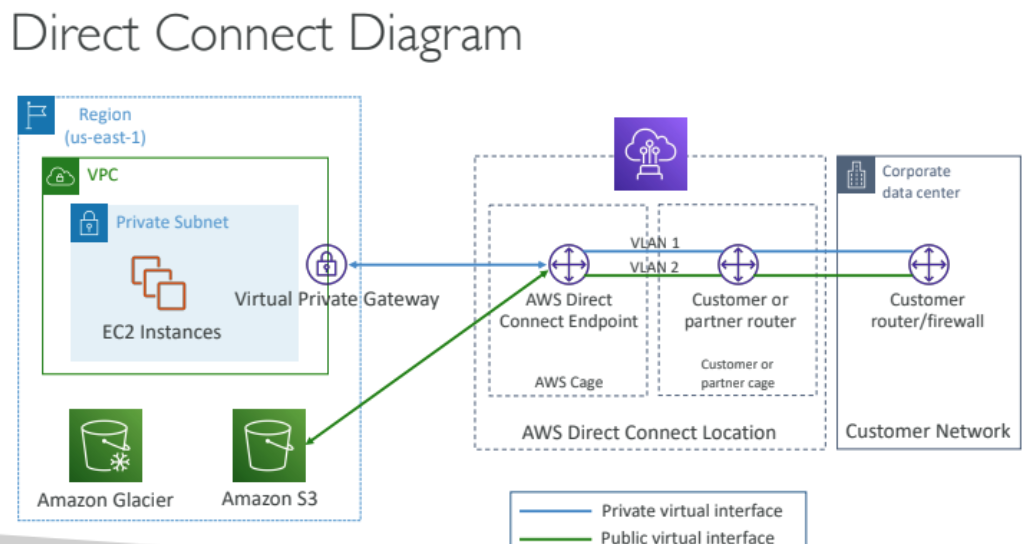 Direct Connect Diagram
Region
(us-east-1)
VPC
Private Subnet
EC2 Instances
Virtual Private Gateway
Amazon Glacier
Amazon S3
VLAN 1
VLAN 2
AWS Direct
Connect Endpoint
AWS Cage
Customer or
partner router
Customer or
partner cage
AWS Direct Connect Location
Corporate
data center
Customer
router/firewall
Customer Network
Private virtual interface
Public virtual interface